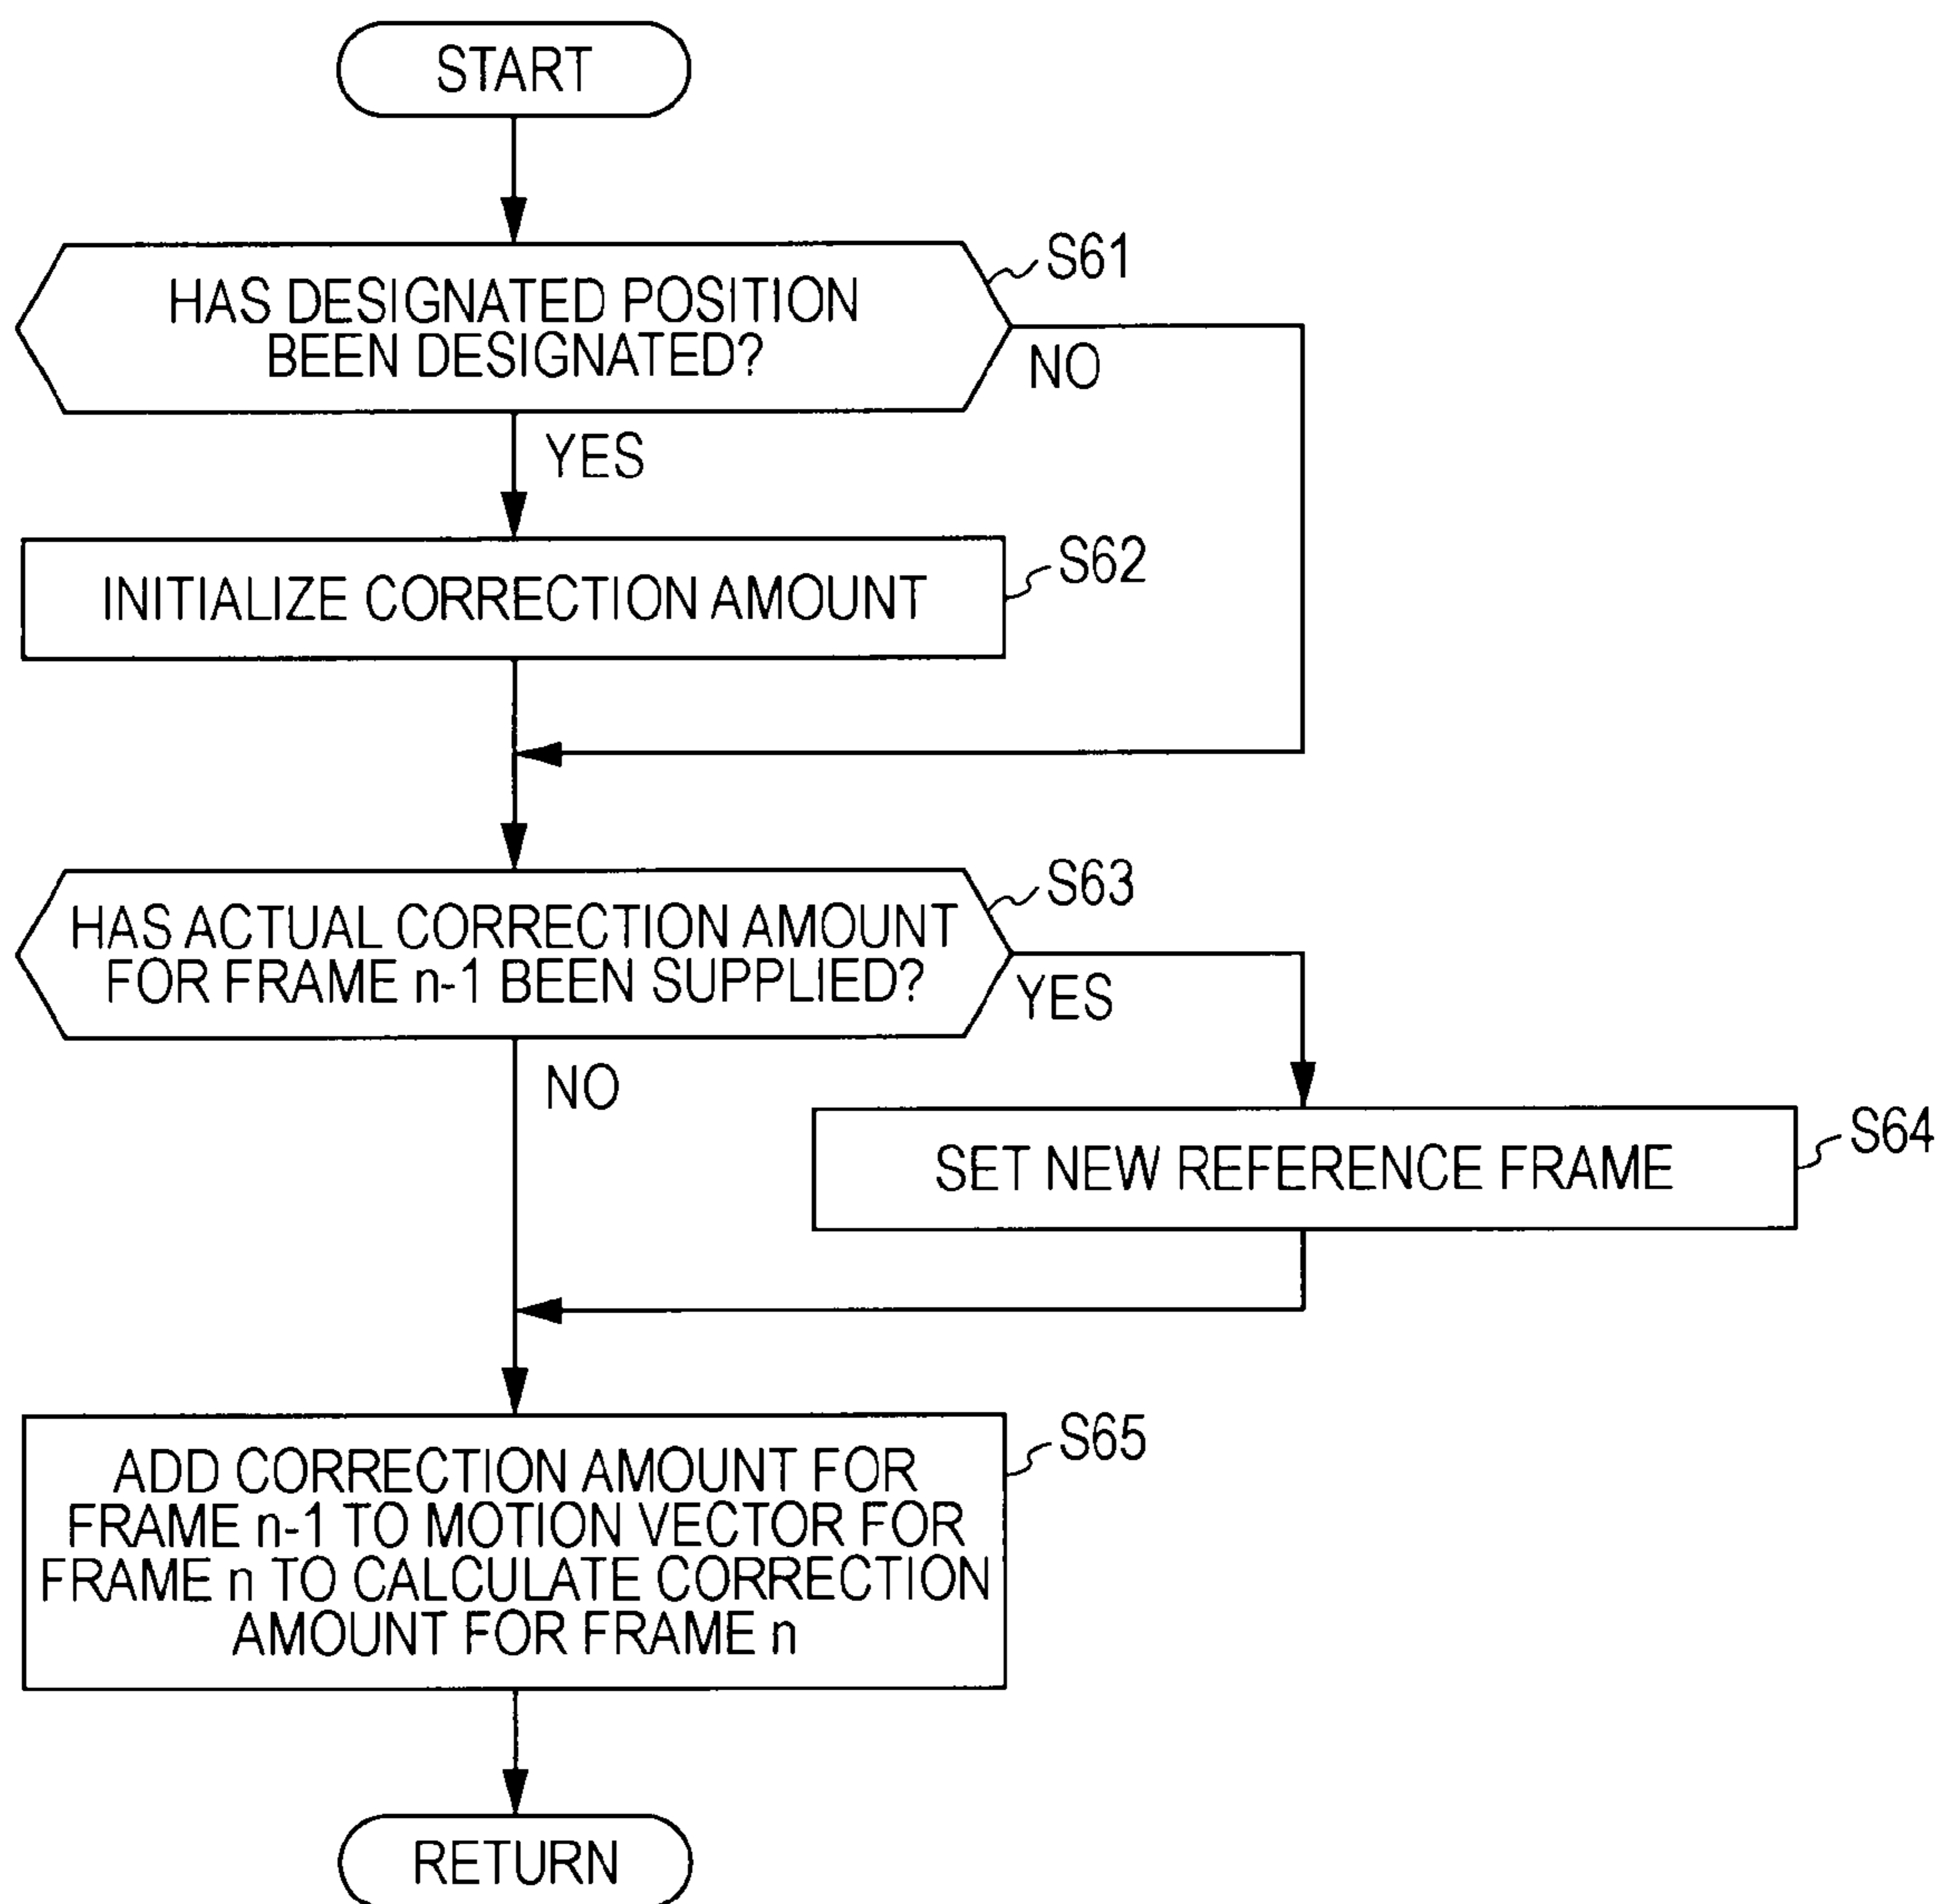 START
HAS DESIGNATED POSITION
BEEN DESIGNATED?
S61
NO
YES
INITIALIZE CORRECTION AMOUNT
S62
HAS ACTUAL CORRECTION AMOUNT
FOR FRAME n-1 BEEN SUPPLIED?
S63
YES
NO
SET NEW REFERENCE FRAME
S64
ADD CORRECTION AMOUNT FOR
FRAME n-1 TO MOTION VECTOR FOR
FRAME n TO CALCULATE CORRECTION
AMOUNT FOR FRAME n
S65
RETURN